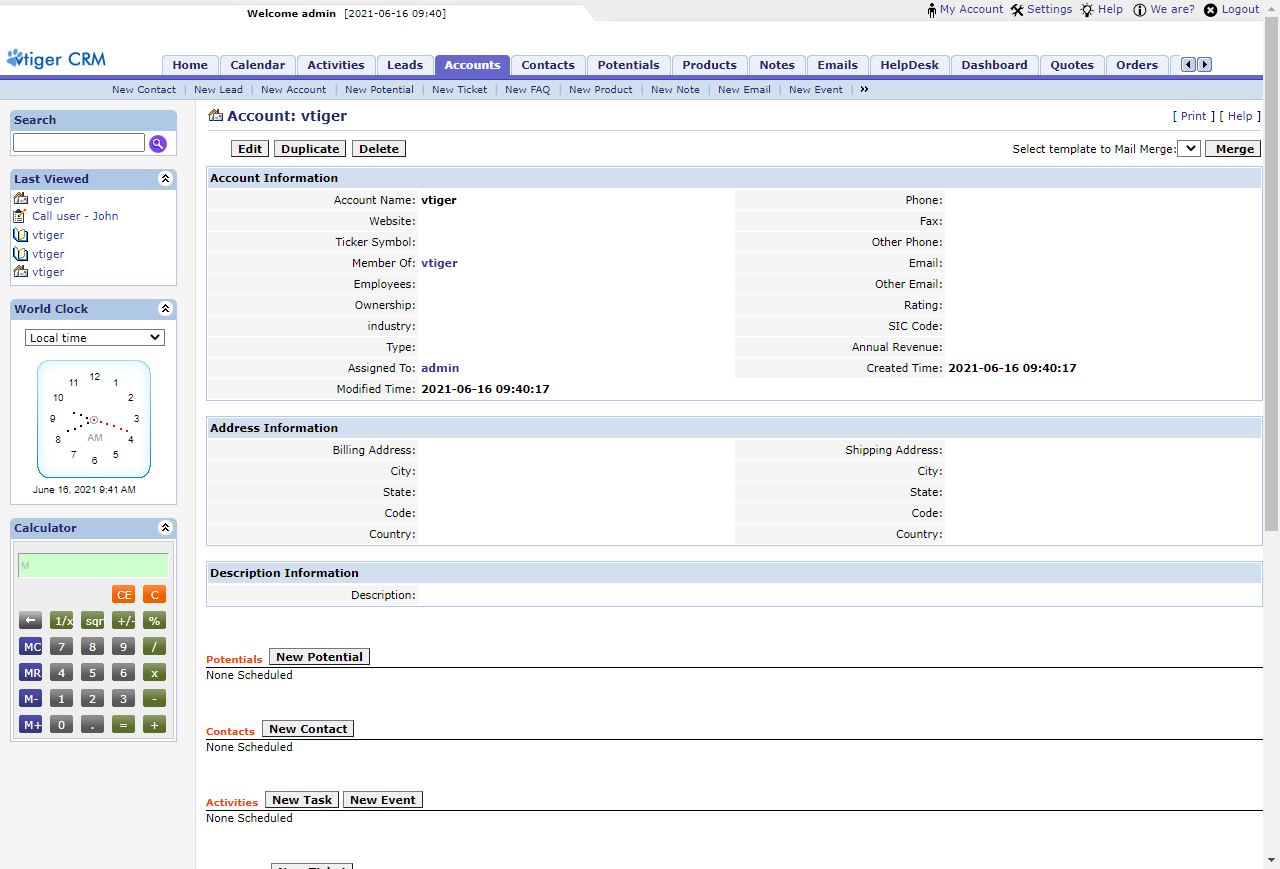 Welcome admin [2021-06-16 09:40]
My Account Settings Help We are? Logout
vtiger CRM
Home Calendar Activities Leads Accounts Contacts Potentials Products Notes Emails HelpDesk Dashboard Quotes Orders
New Contact | New Lead | New Account | New Potential | New Ticket | New FAQ | New Product | New Note | New Email | New Event | »
Search
Last Viewed
vtiger
Call user - John
vtiger
vtiger
vtiger
World Clock
Local time
12
11 1
10 2
9 3
8 4
AM
7 5
6
June 16, 2021 9:41 AM
Calculator
M
CE C
← 1/x sqr +/- %
MC 7 8 9 /
MR 4 5 6 x
M- 1 2 3 -
M+ 0 . = +
Account: vtiger
[ Print ] [ Help ]
Edit Duplicate Delete
Select template to Mail Merge: Merge
Account Information
Account Name: vtiger Phone:
Website: Fax:
Ticker Symbol: Other Phone:
Member Of: vtiger Email:
Employees: Other Email:
Ownership: Rating:
industry: SIC Code:
Type: Annual Revenue:
Assigned To: admin Created Time: 2021-06-16 09:40:17
Modified Time: 2021-06-16 09:40:17
Address Information
Billing Address: Shipping Address:
City: City:
State: State:
Code: Code:
Country: Country:
Description Information
Description:
Potentials New Potential
None Scheduled
Contacts New Contact
None Scheduled
Activities New Task New Event
None Scheduled
New Ticket